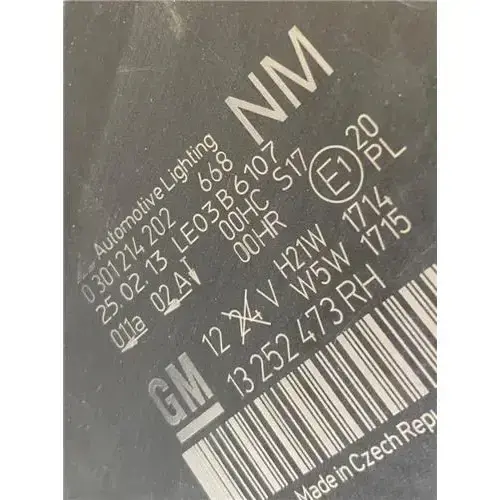 NM
Automotive Lighting
0 301 214 202 668
25.02.13 LE03B6107
011a 02A 00HC S17
00HR
E1 20
PL
12 24 V H21W 1714
W5W 1715
GM 13 252 473 RH
Made in Czech Repu